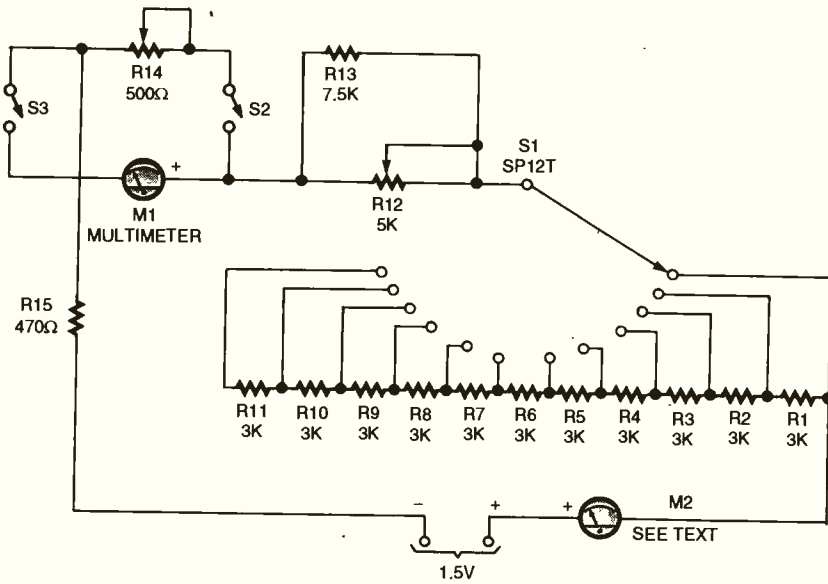 R14
500Ω
S3
S2
R13
7.5K
+
M1
MULTIMETER
R12
5K
S1
SP12T
R15
470Ω
R11
3K
R10
3K
R9
3K
R8
3K
R7
3K
R6
3K
R5
3K
R4
3K
R3
3K
R2
3K
R1
3K
–
+
+
M2
SEE TEXT
1.5V